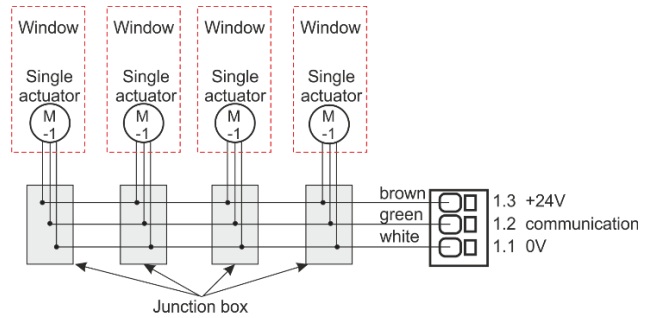 Window Window Window Window
Single Single Single Single
actuator actuator actuator actuator
M M M M
-1 -1 -1 -1
brown 1.3 +24V
green 1.2 communication
white 1.1 0V
Junction box